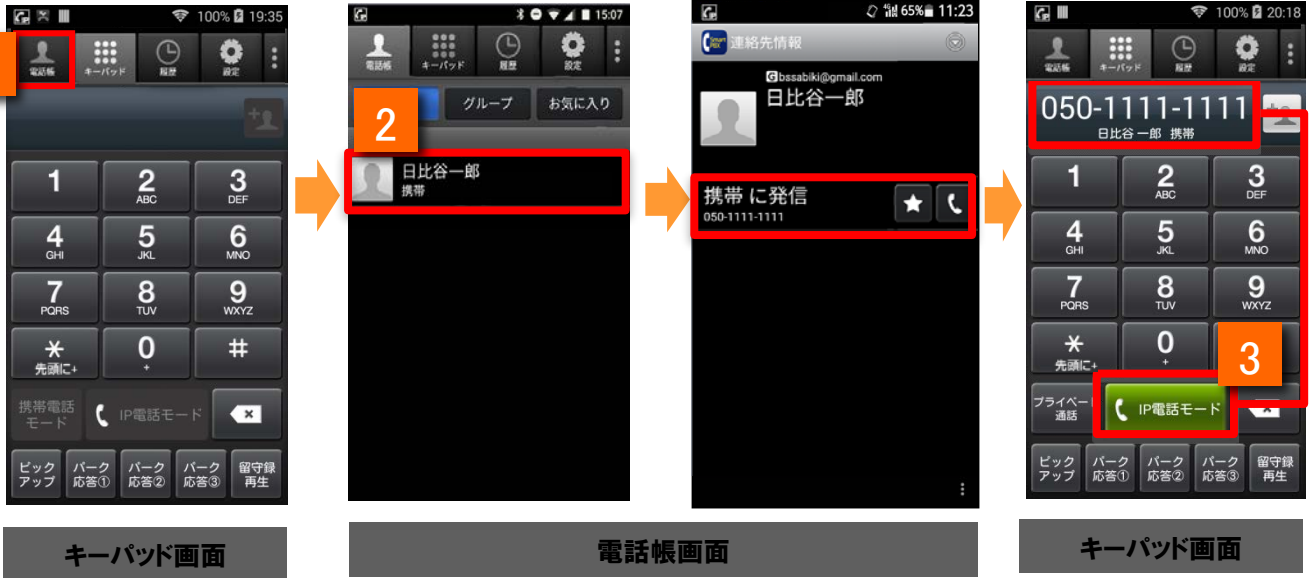 100% 19:35
電話帳 キーパッド 履歴 設定
1 2 3
ABC DEF
4 5 6
GHI JKL MNO
7 8 9
PQRS TUV WXYZ
＊ 0 #
先頭に+ +
携帯電話
モード
IP電話モード
ピック
アップ
パーク
応答①
パーク
応答②
パーク
応答③
留守録
再生
キーパッド画面
15:07
電話帳 キーパッド 履歴 設定
グループ お気に入り
2
日比谷一郎
携帯
65% 11:23
Smart
PBX
連絡先情報
G bssabiki@gmail.com
日比谷一郎
携帯 に発信
050-1111-1111
電話帳画面
100% 20:18
電話帳 キーパッド 履歴 設定
050-1111-1111
日比谷 一郎 携帯
1 2 3
ABC DEF
4 5 6
GHI JKL MNO
7 8 9
PQRS TUV WXYZ
＊ 0
先頭に+ +
3
プライベート
通話
IP電話モード
ピック
アップ
パーク
応答①
パーク
応答②
パーク
応答③
留守録
再生
キーパッド画面